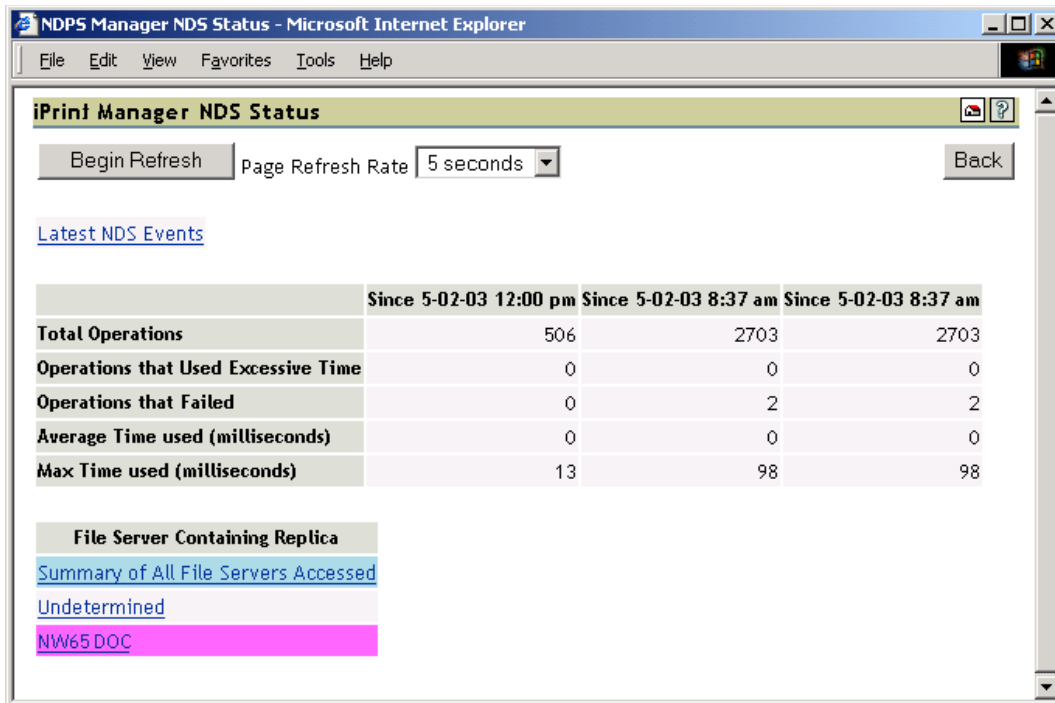 NDPS Manager NDS Status - Microsoft Internet Explorer
File Edit View Favorites Tools Help
iPrint Manager NDS Status
?
Begin Refresh Page Refresh Rate 5 seconds Back
Latest NDS Events
Since 5-02-03 12:00 pm Since 5-02-03 8:37 am Since 5-02-03 8:37 am
Total Operations 506 2703 2703
Operations that Used Excessive Time 0 0 0
Operations that Failed 0 2 2
Average Time used (milliseconds) 0 0 0
Max Time used (milliseconds) 13 98 98
File Server Containing Replica
Summary of All File Servers Accessed
Undetermined
NW65DOC